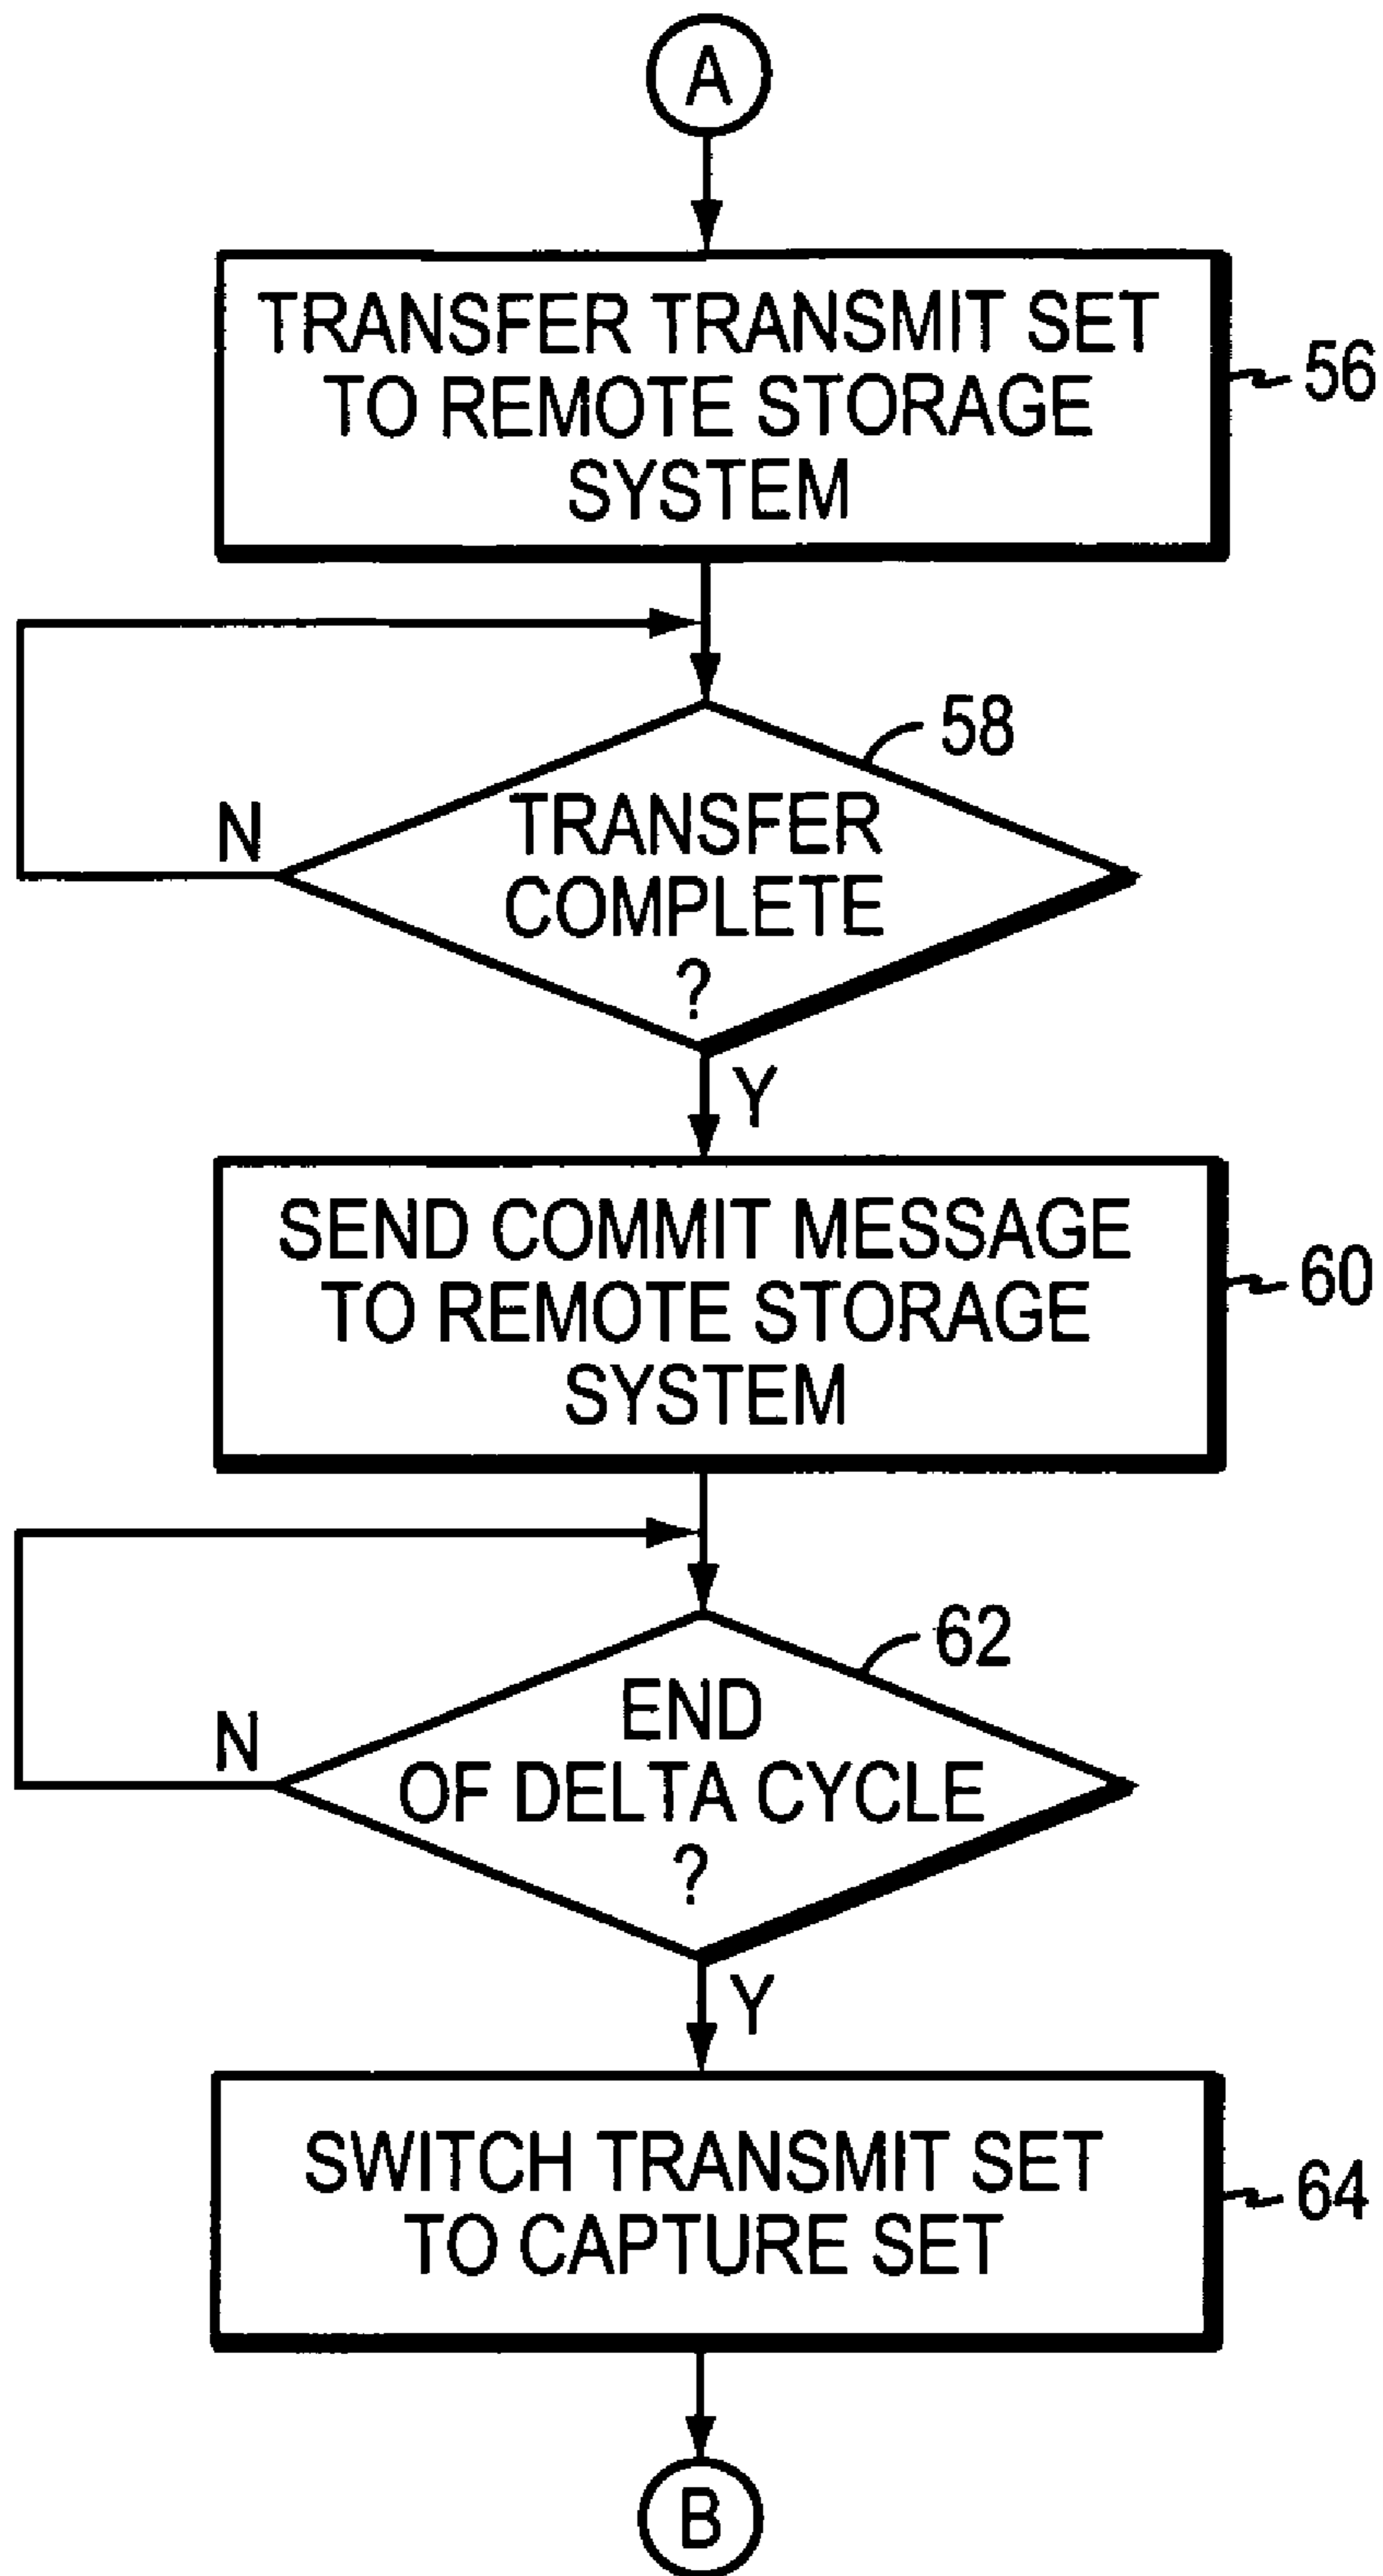 A
TRANSFER TRANSMIT SET
TO REMOTE STORAGE
SYSTEM
56
58
TRANSFER
COMPLETE
?
N
Y
SEND COMMIT MESSAGE
TO REMOTE STORAGE
SYSTEM
60
62
END
OF DELTA CYCLE
?
N
Y
SWITCH TRANSMIT SET
TO CAPTURE SET
64
B